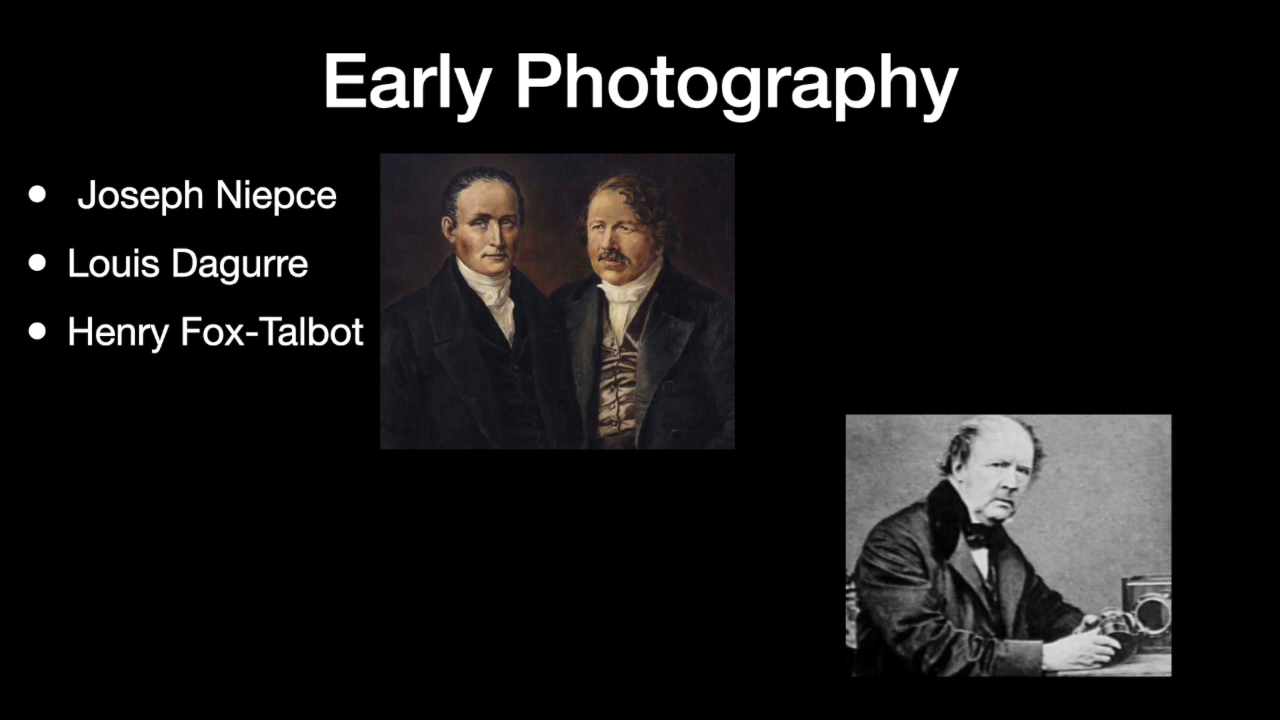 Early Photography
• Joseph Niepce
• Louis Dagurre
• Henry Fox-Talbot